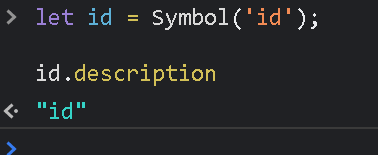 let id = Symbol('id');
id.description
"id"